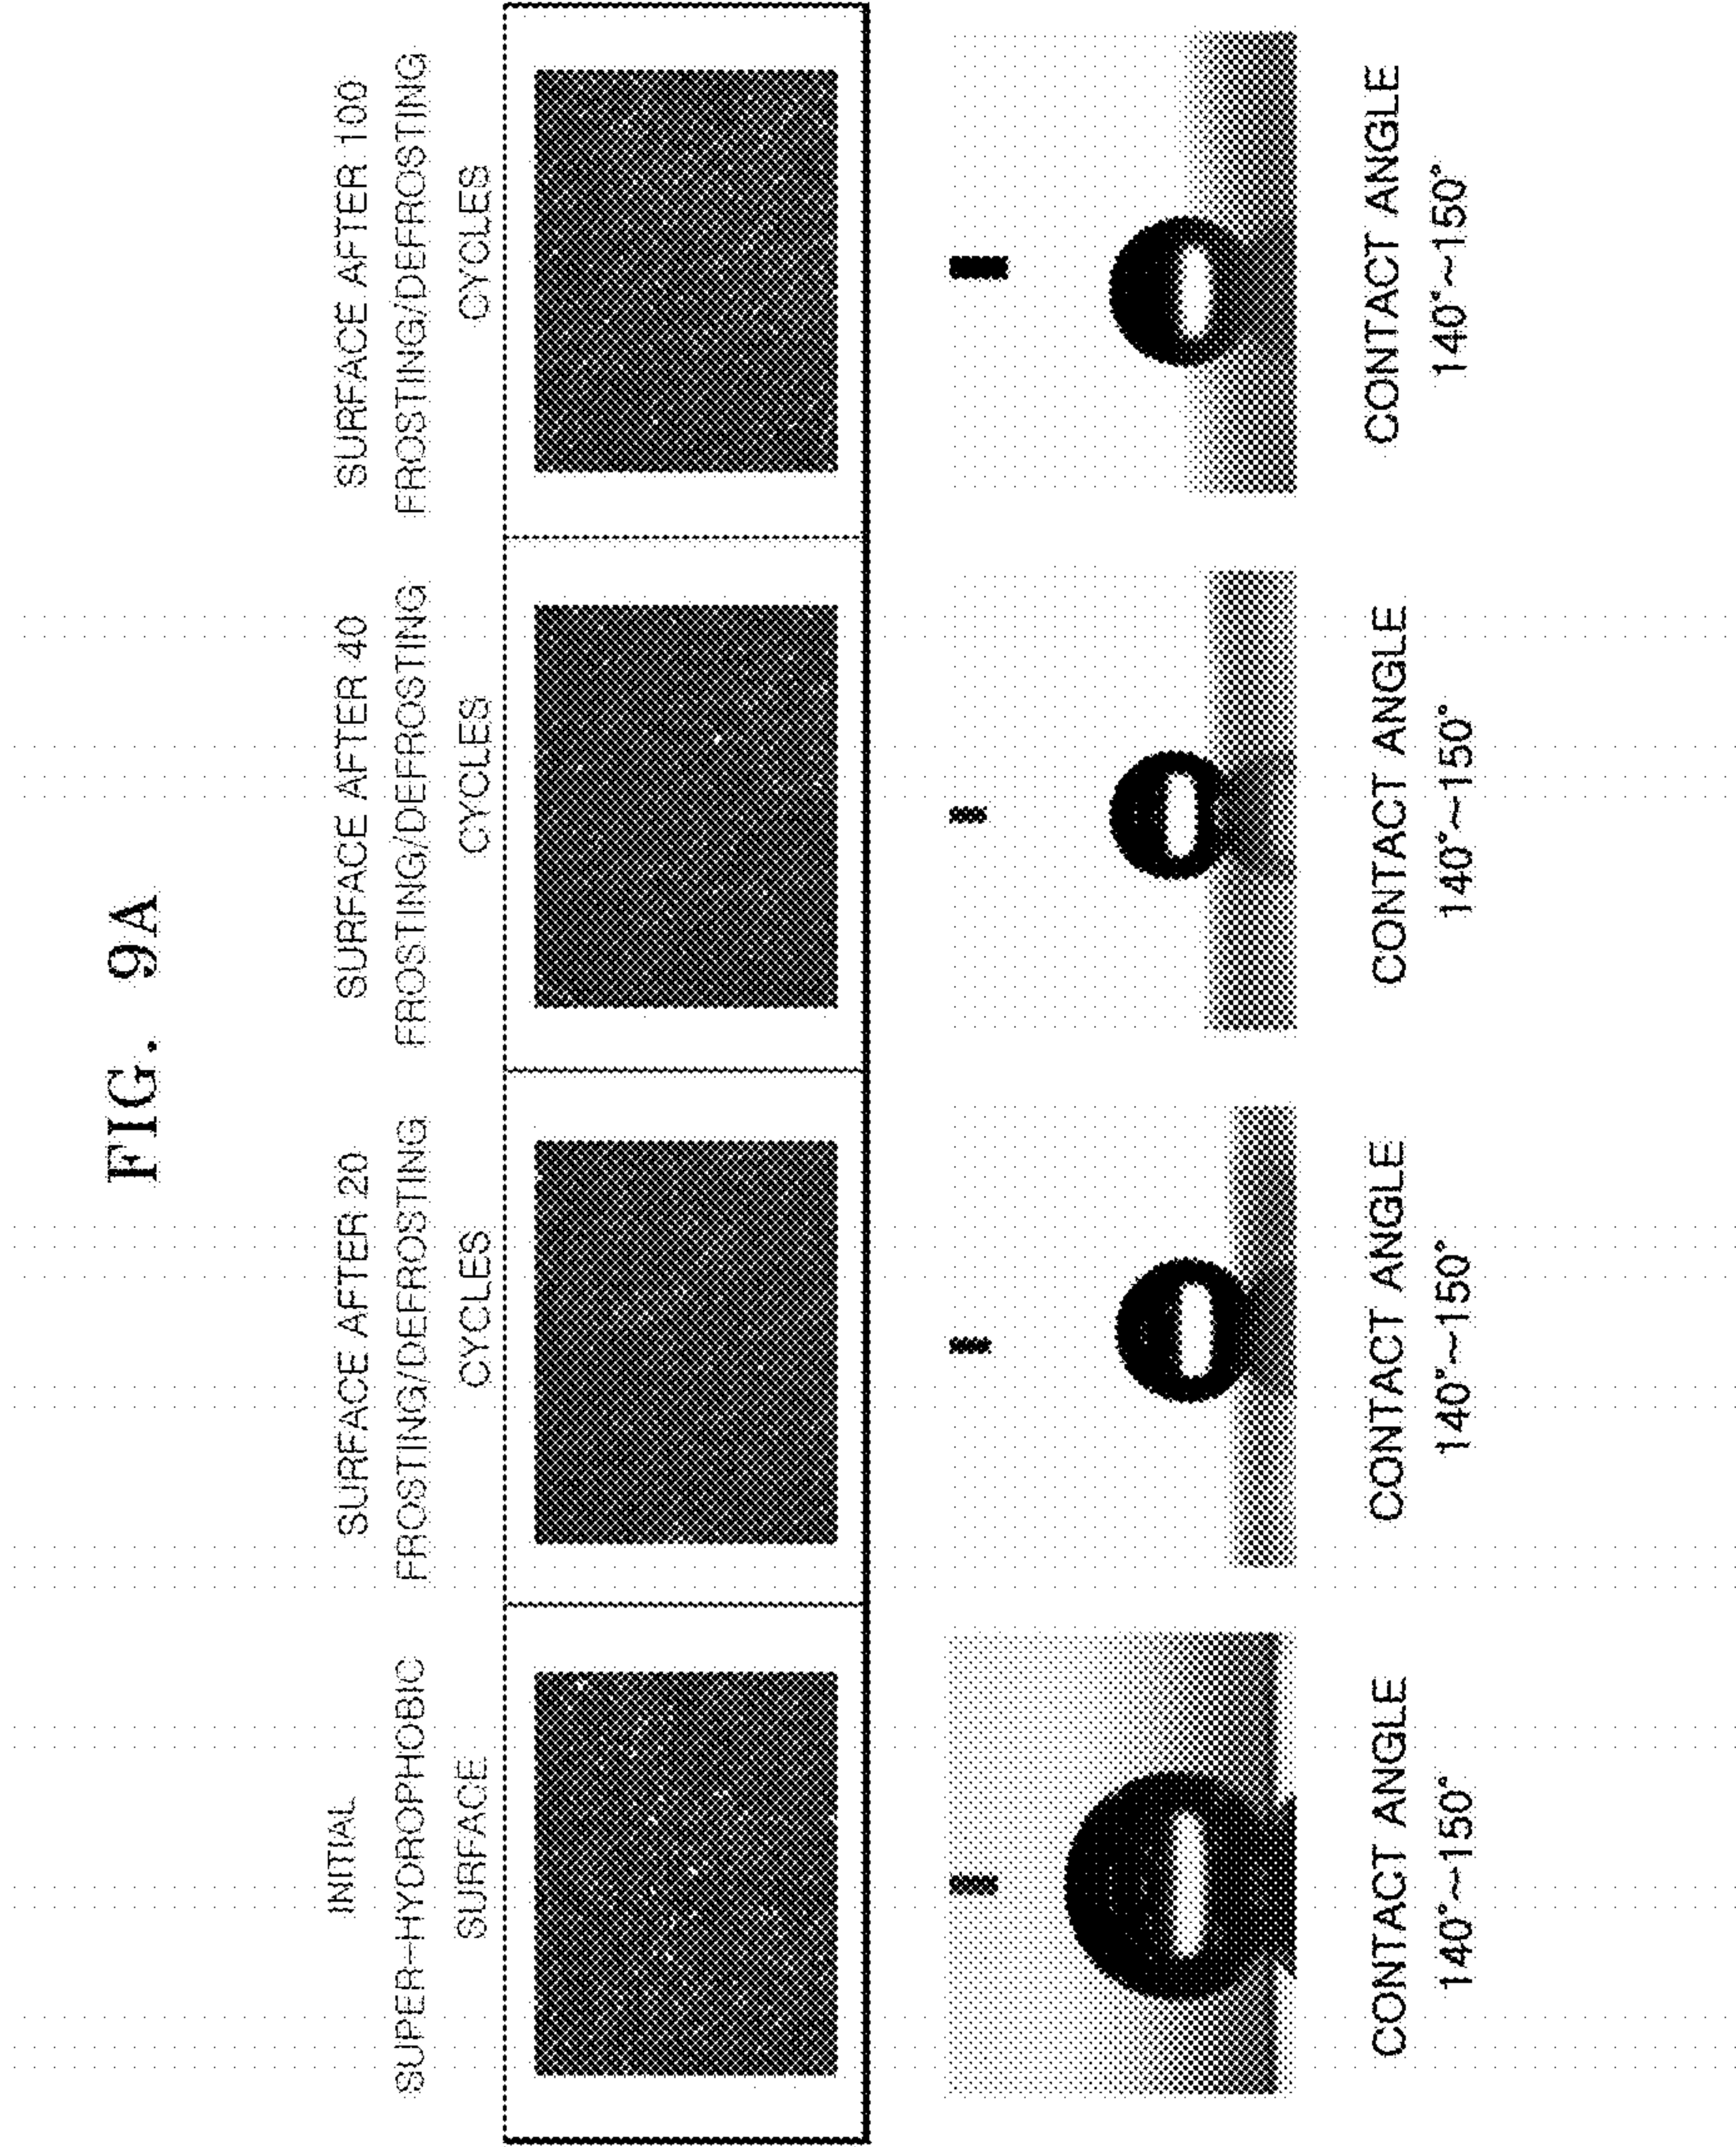 FIG. 9A
INITIAL
SUPER-HYDROPHOBIC
SURFACE
SURFACE AFTER 20
FROSTING/DEFROSTING
CYCLES
SURFACE AFTER 40
FROSTING/DEFROSTING
CYCLES
SURFACE AFTER 100
FROSTING/DEFROSTING
CYCLES
CONTACT ANGLE
140°~150°
CONTACT ANGLE
140°~150°
CONTACT ANGLE
140°~150°
CONTACT ANGLE
140°~150°